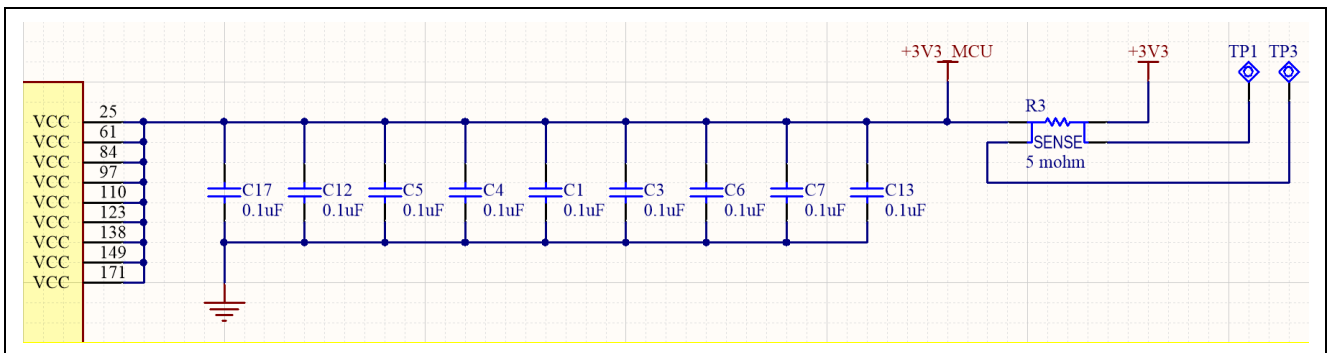 +3V3_MCU +3V3 TP1 TP3
R3
VCC 25
VCC 61
VCC 84
VCC 97
VCC 110
VCC 123
VCC 138
VCC 149
VCC 171
SENSE
5 mohm
C17 C12 C5 C4 C1 C3 C6 C7 C13
0.1uF 0.1uF 0.1uF 0.1uF 0.1uF 0.1uF 0.1uF 0.1uF 0.1uF